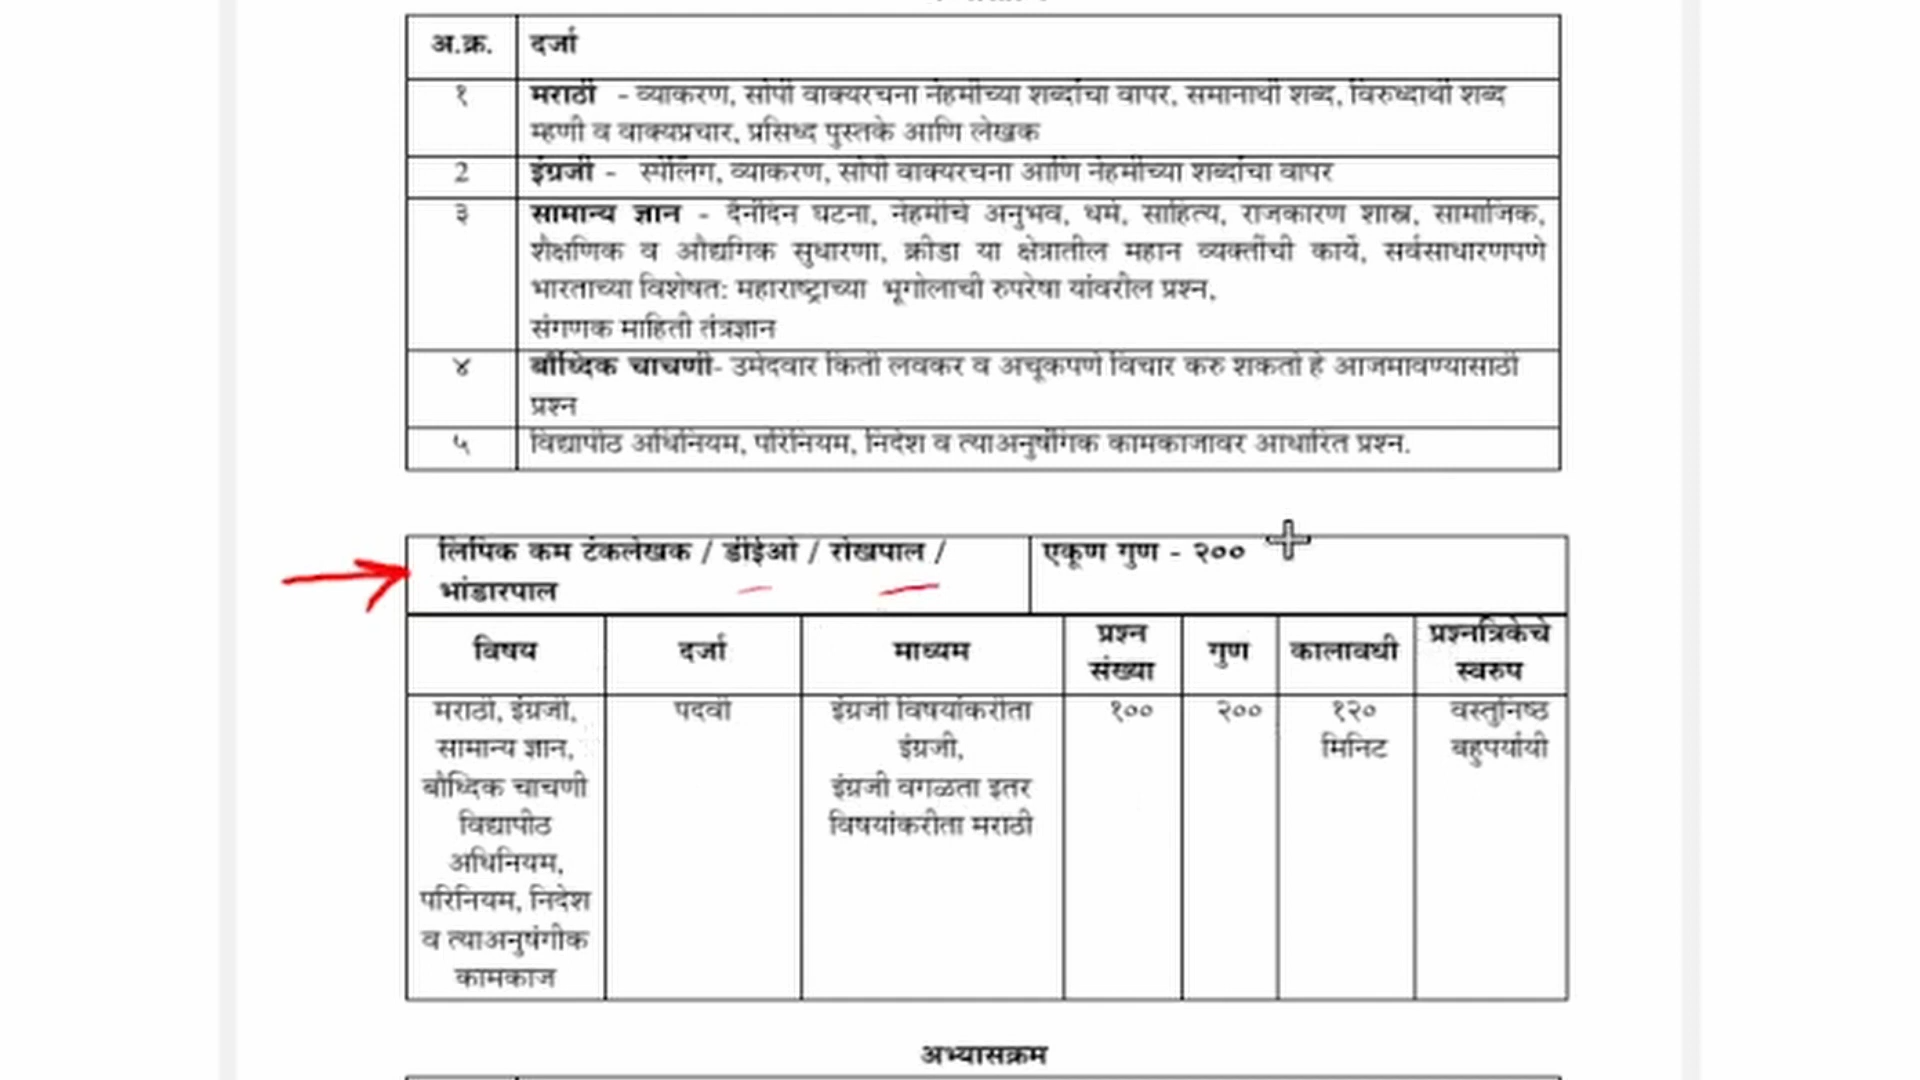 अ.क्र. दर्जा
१ मराठी - व्याकरण, सोपी वाक्यरचना नेहमीच्या शब्दांचा वापर, समानार्थी शब्द, विरुध्दार्थी शब्द
म्हणी व वाक्यप्रचार, प्रसिध्द पुस्तके आणि लेखक
2 इंग्रजी - स्पेलिंग, व्याकरण, सोपी वाक्यरचना आणि नेहमीच्या शब्दांचा वापर
३ सामान्य ज्ञान - दैनंदिन घटना, नेहमीचे अनुभव, धर्म, साहित्य, राजकारण शास्त्र, सामाजिक,
शैक्षणिक व औद्यगिक सुधारणा, क्रीडा या क्षेत्रातील महान व्यक्तींची कार्ये, सर्वसाधारणपणे
भारताच्या विशेषत: महाराष्ट्राच्या भूगोलाची रुपरेषा यांवरील प्रश्न,
संगणक माहिती तंत्रज्ञान
४ बौध्दिक चाचणी- उमेदवार किती लवकर व अचूकपणे विचार करु शकतो हे आजमावण्यासाठी
प्रश्न
५ विद्यापीठ अधिनियम, परिनियम, निदेश व त्याअनुषंगिक कामकाजावर आधारित प्रश्न.
लिपिक कम टंकलेखक / डीईओ / रोखपाल / एकूण गुण - २००
भांडारपाल
विषय दर्जा माध्यम प्रश्न संख्या गुण कालावधी प्रश्नत्रिकेचे स्वरुप
मराठी, इंग्रजी, पदवी इंग्रजी विषयांकरीता १०० २०० १२० वस्तुनिष्ठ
सामान्य ज्ञान, इंग्रजी, मिनिट बहुपर्यायी
बौध्दिक चाचणी इंग्रजी वगळता इतर
विद्यापीठ विषयांकरीता मराठी
अधिनियम,
परिनियम, निदेश
व त्याअनुषंगीक
कामकाज
अभ्यासक्रम